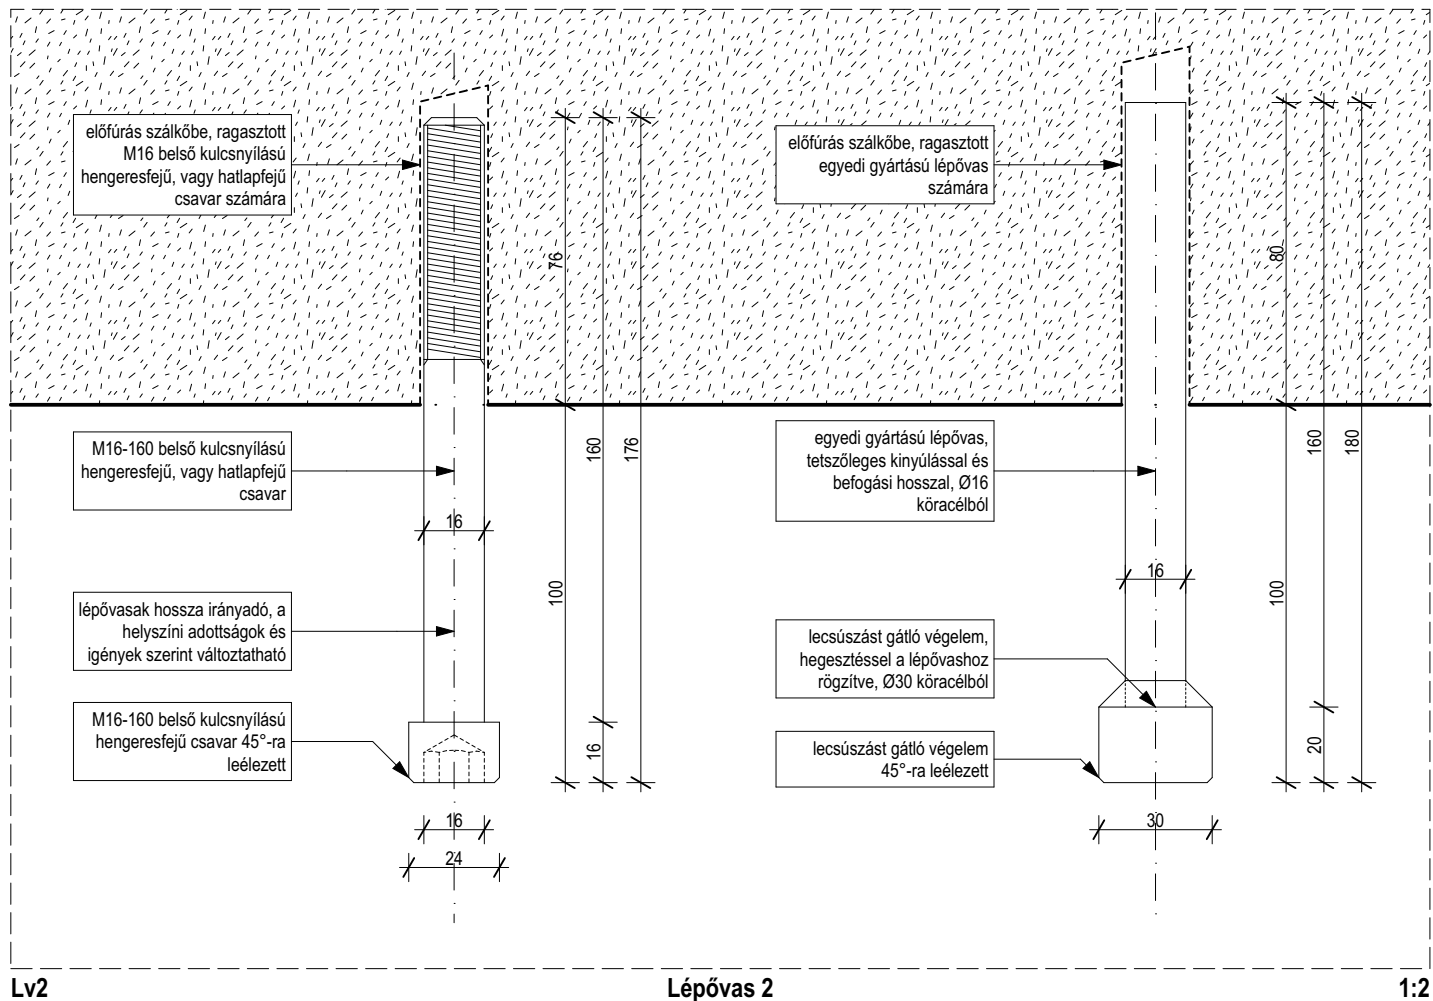 előfúrás szálkőbe, ragasztott
M16 belső kulcsnyílású
hengeresfejű, vagy hatlapfejű
csavar számára
M16-160 belső kulcsnyílású
hengeresfejű, vagy hatlapfejű
csavar
lépővasak hossza irányadó, a
helyszíni adottságok és
igények szerint változtatható
M16-160 belső kulcsnyílású
hengeresfejű csavar 45°-ra
leélezett
16
16
24
76
100
160
16
176
előfúrás szálkőbe, ragasztott
egyedi gyártású lépővas
számára
egyedi gyártású lépővas,
tetszőleges kinyúlással és
befogási hosszal, Ø16
köracélból
lecsúszást gátló végelem,
hegesztéssel a lépővashoz
rögzítve, Ø30 köracélból
lecsúszást gátló végelem
45°-ra leélezett
16
30
80
100
160
20
180
Lv2
Lépővas 2
1:2